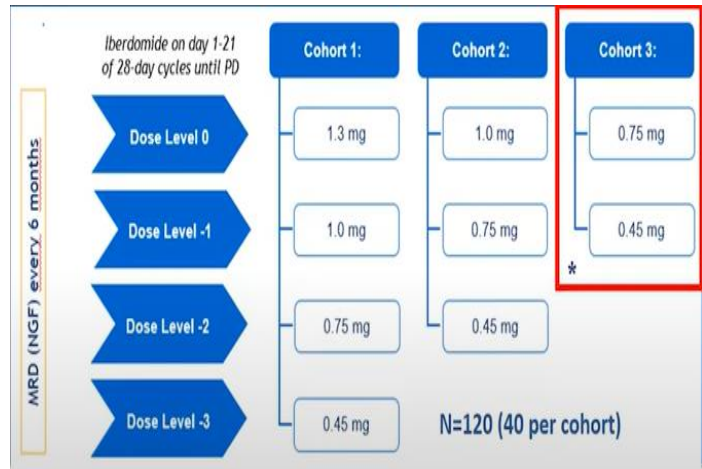 Iberdomide on day 1-21
of 28-day cycles until PD
Cohort 1:
Cohort 2:
Cohort 3:
MRD (NGF) every 6 months
Dose Level 0
1.3 mg
1.0 mg
0.75 mg
Dose Level -1
1.0 mg
0.75 mg
0.45 mg
*
Dose Level -2
0.75 mg
0.45 mg
Dose Level -3
0.45 mg
N=120 (40 per cohort)